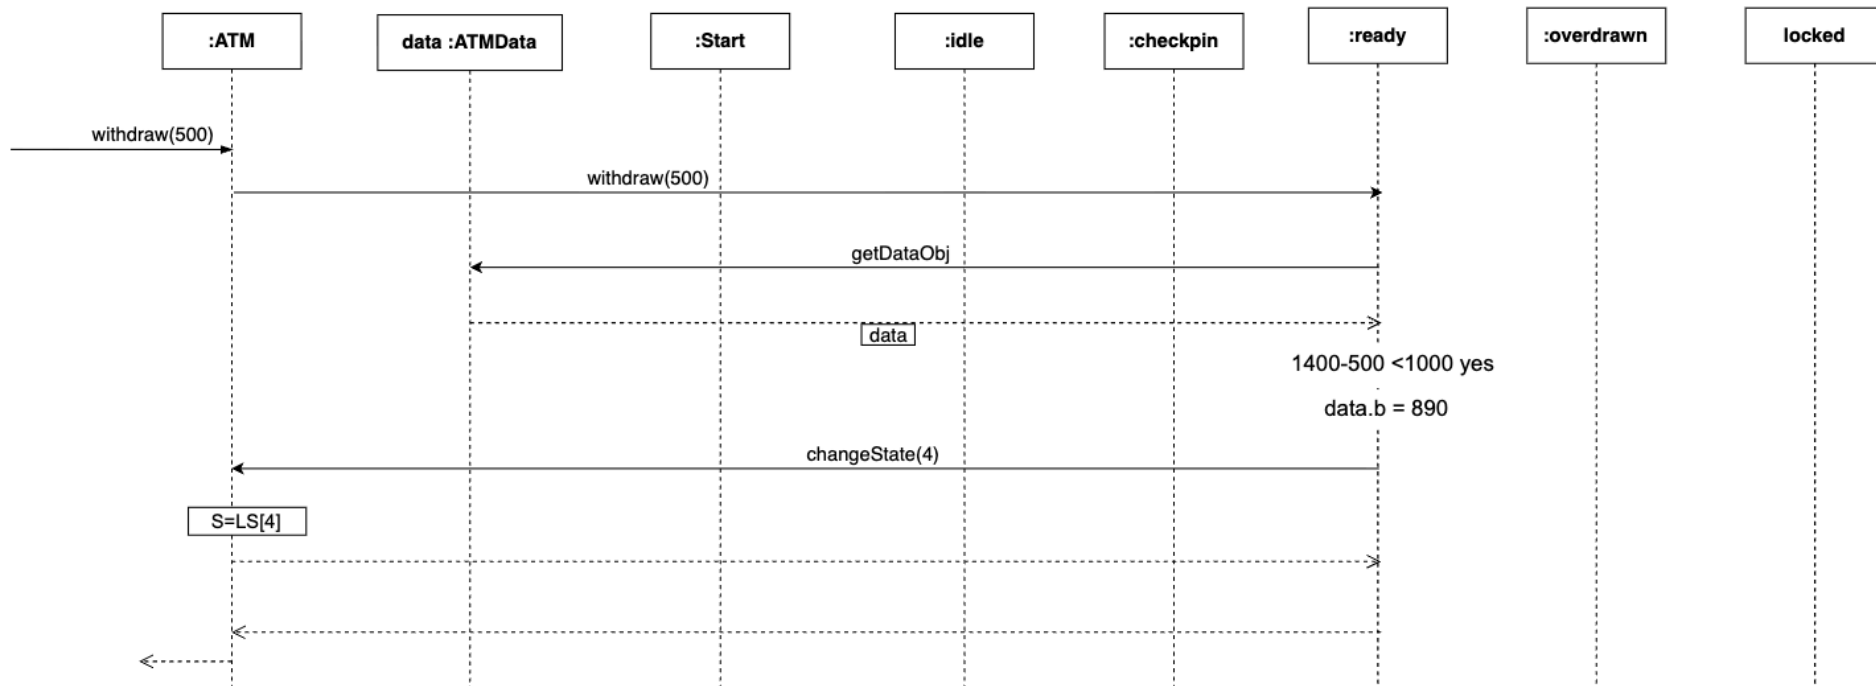 :ATM
data :ATMData
:Start
:idle
:checkpin
:ready
:overdrawn
locked
withdraw(500)
withdraw(500)
getDataObj
data
1400-500 <1000 yes
data.b = 890
changeState(4)
S=LS[4]